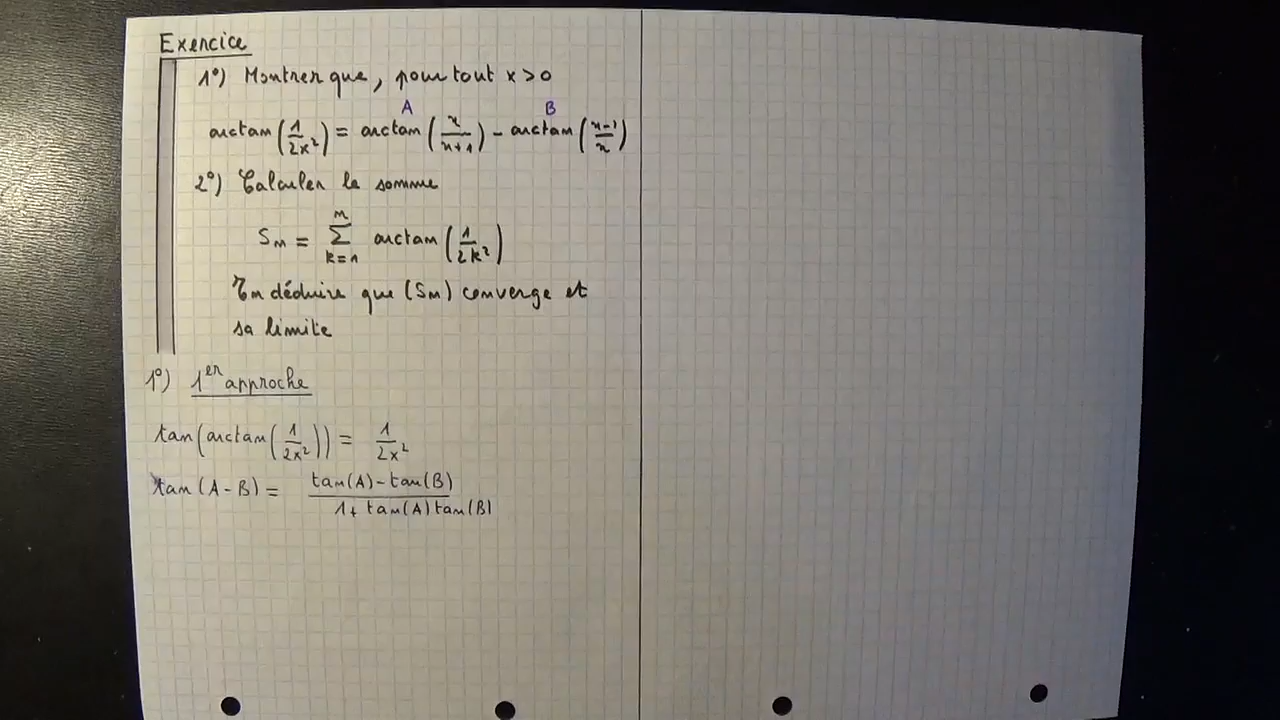 Exercice
1°) Montrer que, pour tout x > 0
A B
arctan(1/2x²) = arctan(x/x+1) - arctan(x-1/x)
2°) Calculer la somme
Sn = n∑k=1 arctan(1/2k²)
En déduire que (Sn) converge et
sa limite
1°) 1er approche
tan(arctan(1/2x²)) = 1/2x²
tan(A-B) = tan(A)-tan(B)/1+tan(A)tan(B)